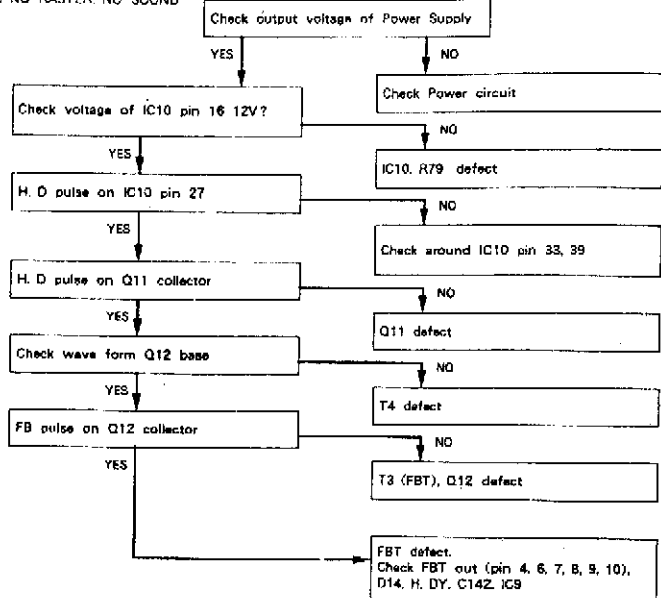 NO RASTER, NO SOUND
Check output voltage of Power Supply
YES
NO
Check Power circuit
Check voltage of IC10 pin 16 12V?
NO
YES
IC10. R79 defect
H. D pulse on IC10 pin 27
NO
YES
Check around IC10 pin 33, 39
H. D pulse on Q11 collector
NO
YES
Q11 defect
Check wave form Q12 base
NO
YES
T4 defect
FB pulse on Q12 collector
NO
YES
T3 (FBT), Q12 defect
FBT defect.
Check FBT out (pin 4, 6, 7, 8, 9, 10),
D14, H. DY. C142. IC9